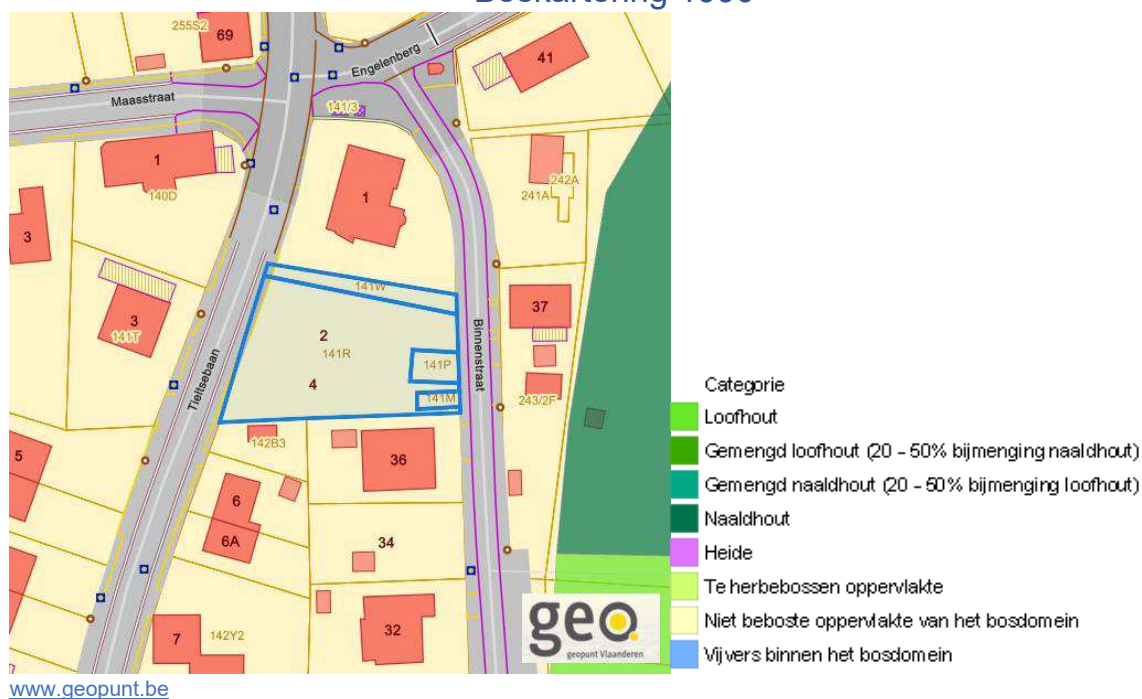 255S2
69
Engelenberg
41
Maasstraat
141/3
1
140D
242A
241A
1
3
141W
3
141T
2
141R
37
141P
4
141M
243/2F
Tieltsebaan
Binnenstraat
142B3
5
36
6
6A
34
7
142Y2
32
geo
geopunt Vlaanderen
Categorie
Loofhout
Gemengd loofhout (20 - 50% bijmenging naaldhout)
Gemengd naaldhout (20 - 50% bijmenging loofhout)
Naaldhout
Heide
Te herbebossen oppervlakte
Niet beboste oppervlakte van het bosdomein
Vijvers binnen het bosdomein
www.geopunt.be